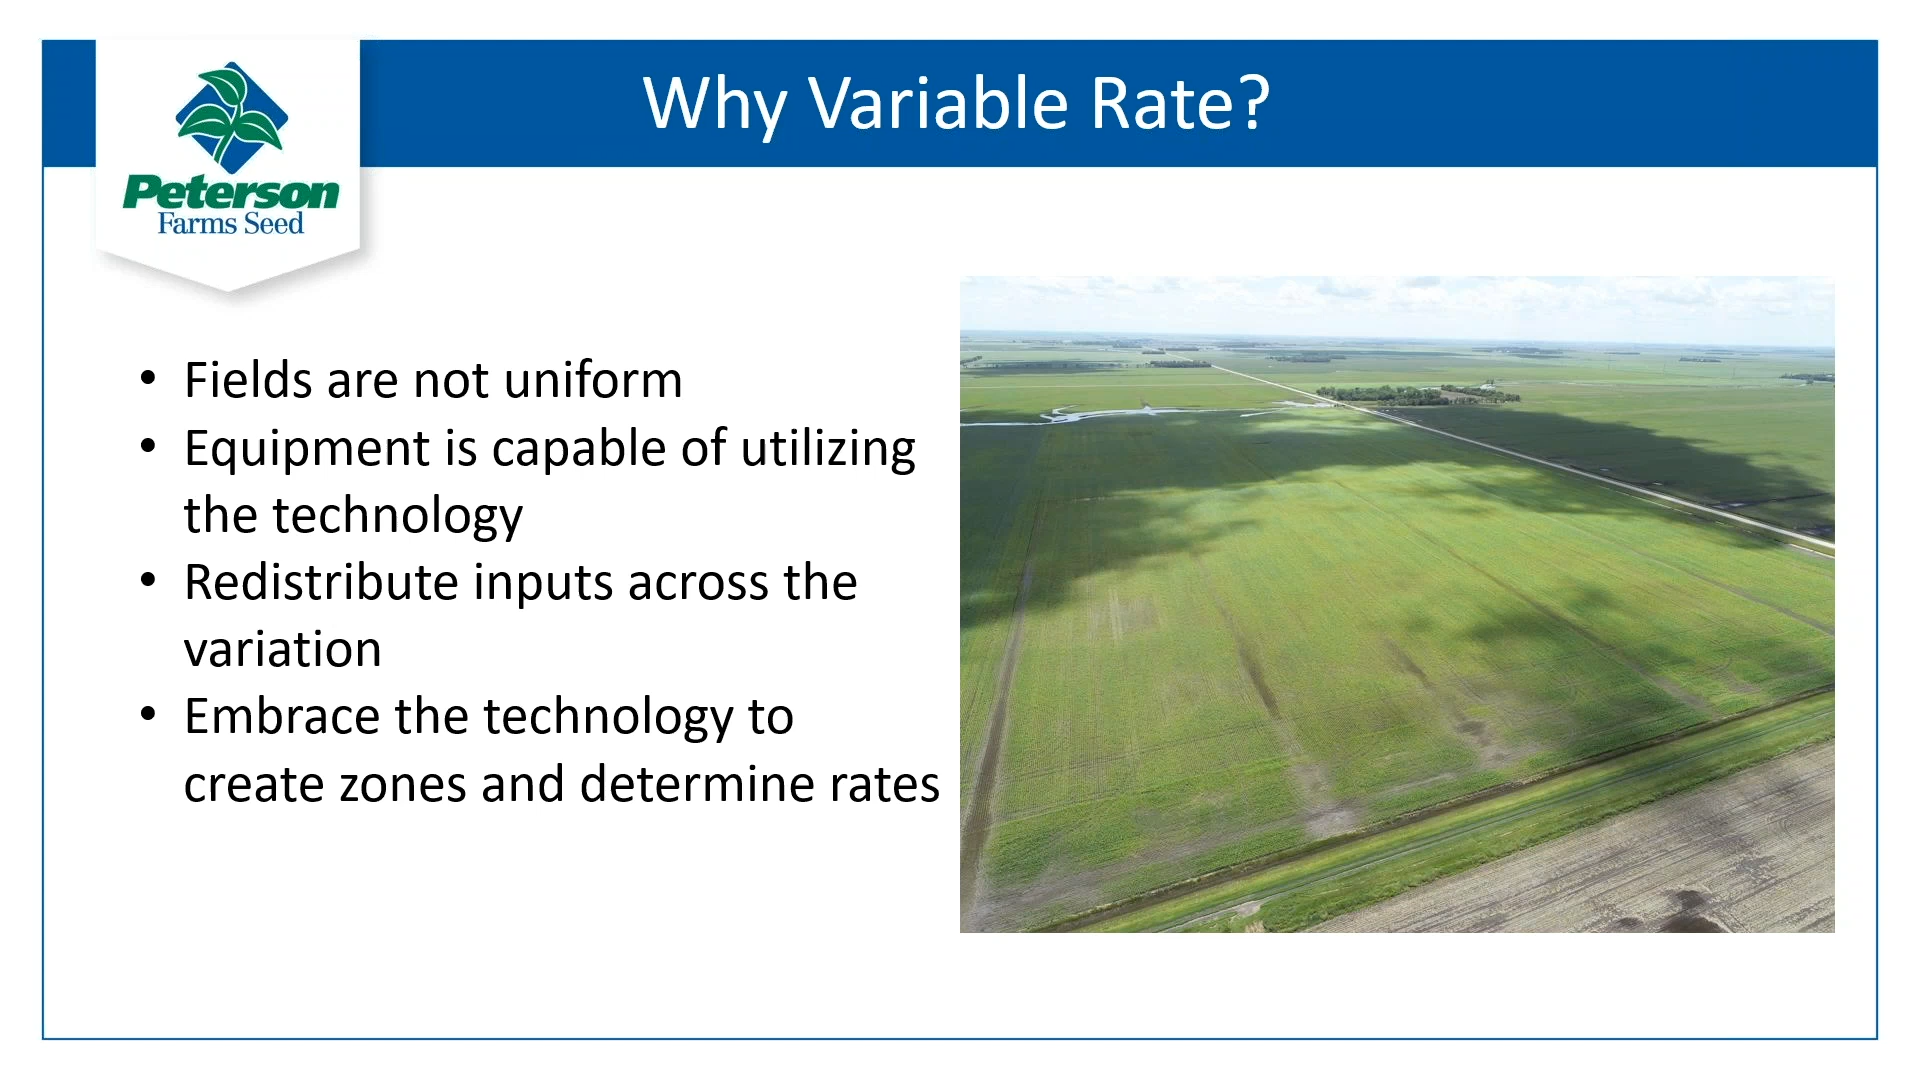 Why Variable Rate?
Peterson
Farms Seed
• Fields are not uniform
• Equipment is capable of utilizing
the technology
• Redistribute inputs across the
variation
• Embrace the technology to
create zones and determine rates